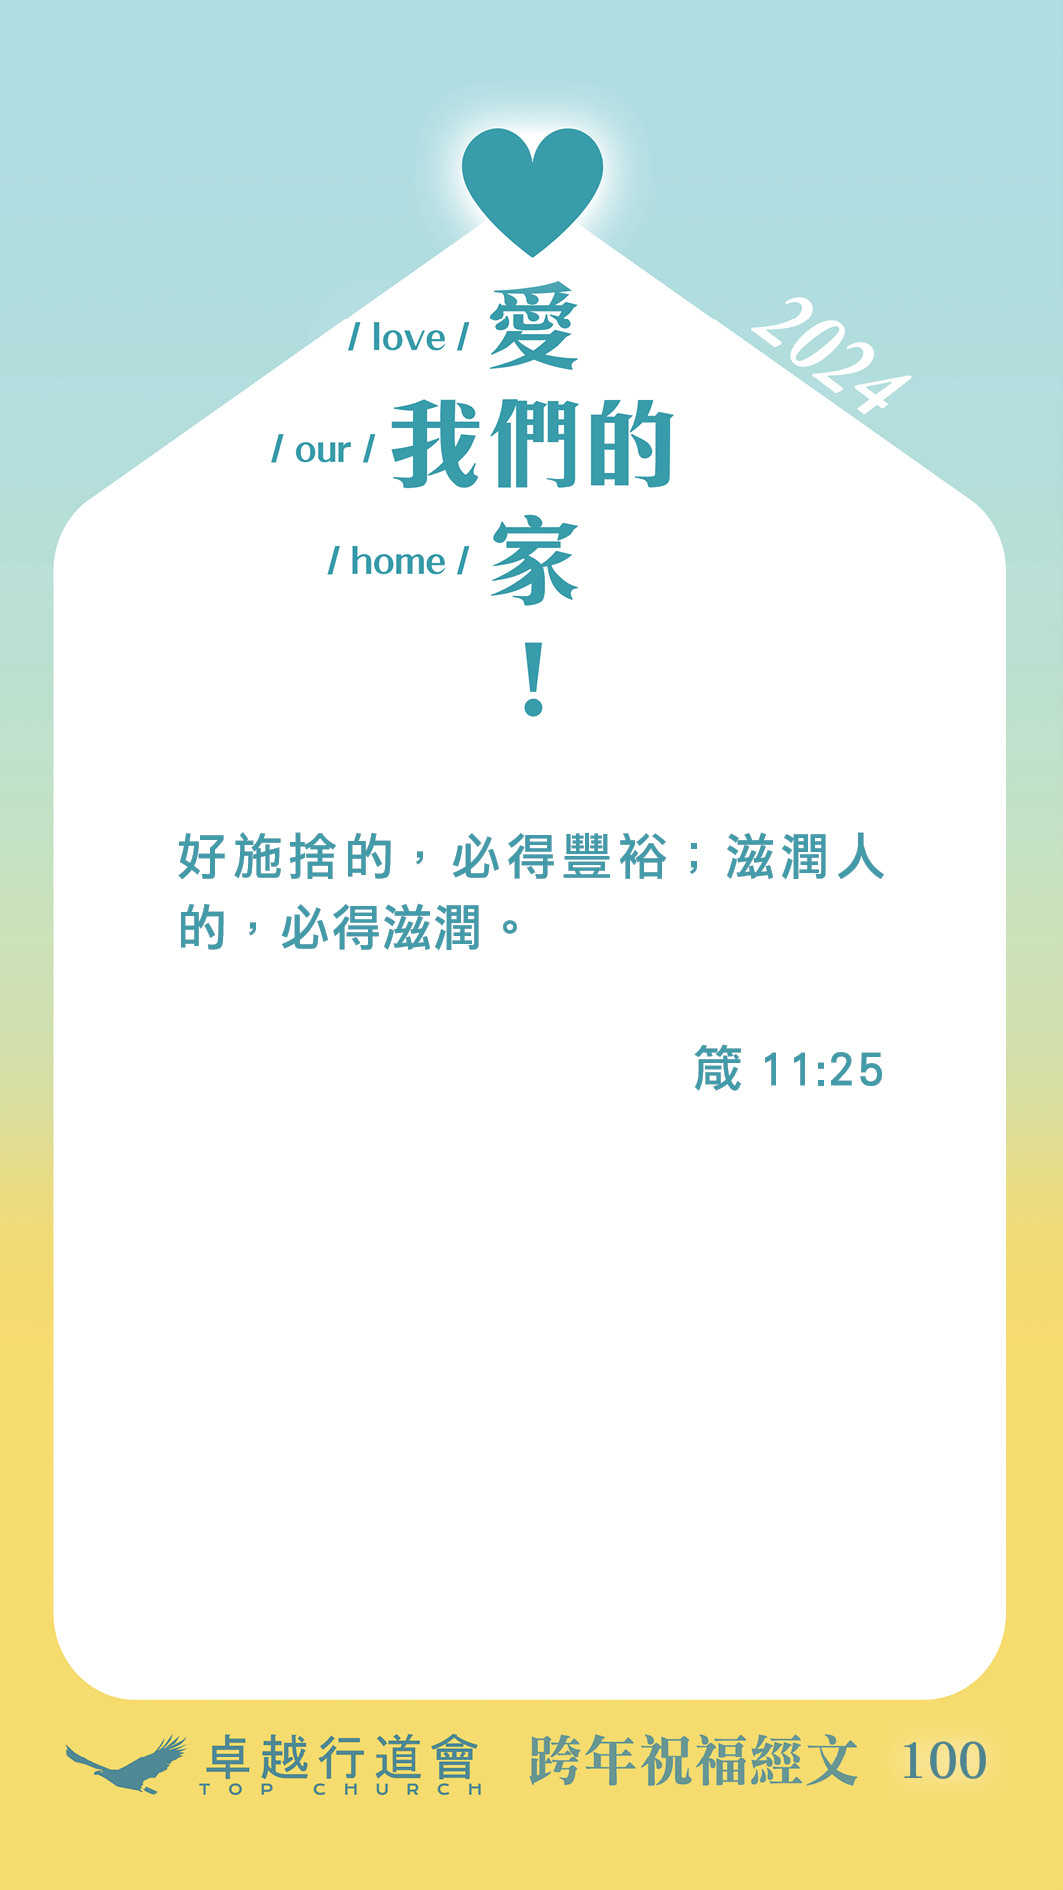 2024
/ love / 愛
/ our / 我們的
/ home / 家
!
好施捨的，必得豐裕；滋潤人
的，必得滋潤。
箴 11:25
卓越行道會
TOP CHURCH
跨年祝福經文 100